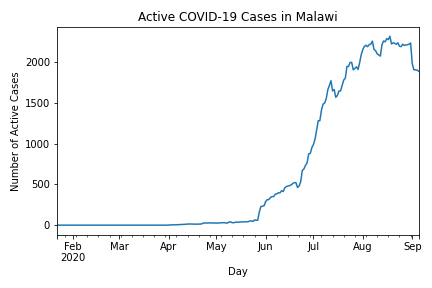 Active COVID-19 Cases in Malawi
Number of Active Cases
2000
1500
1000
500
0
Feb Mar Apr May Jun Jul Aug Sep
2020
Day